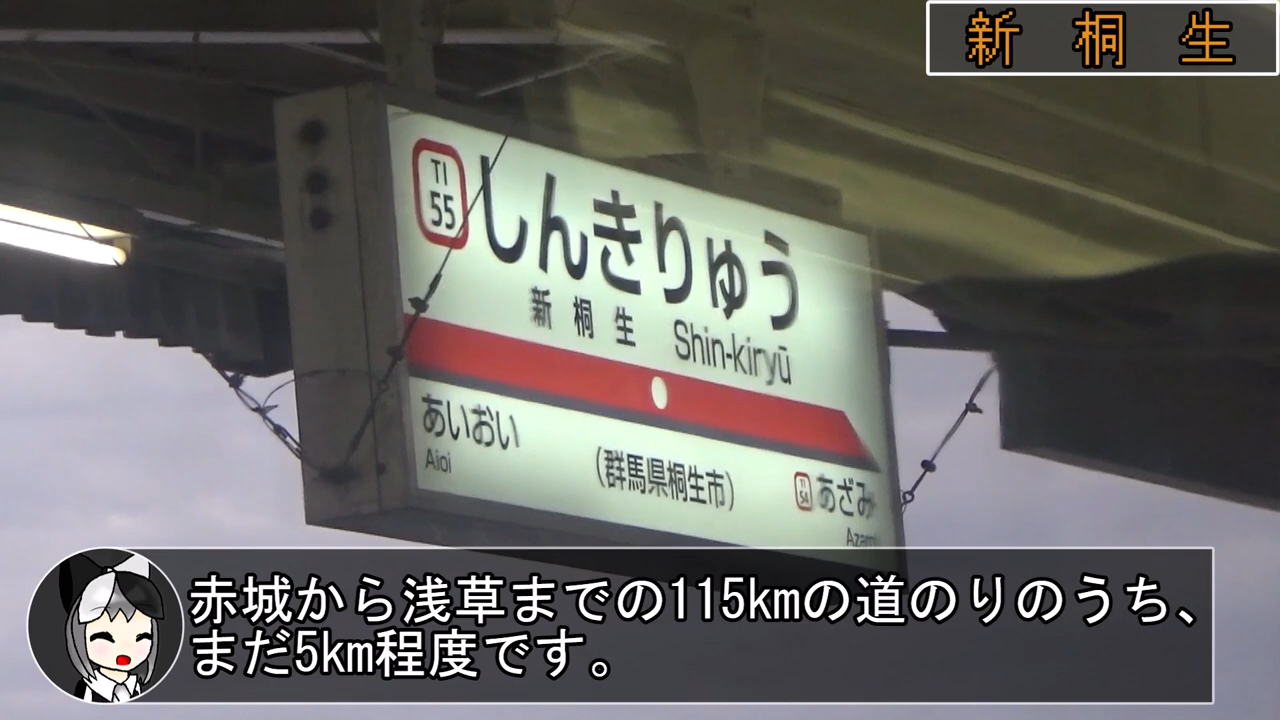 新桐生
TI
55
しんきりゅう
新桐生
Shin-kiryū
あいおい
Aioi
(群馬県桐生市)
TI
54
あざみ
赤城から浅草までの115kmの道のりのうち、
まだ5km程度です。